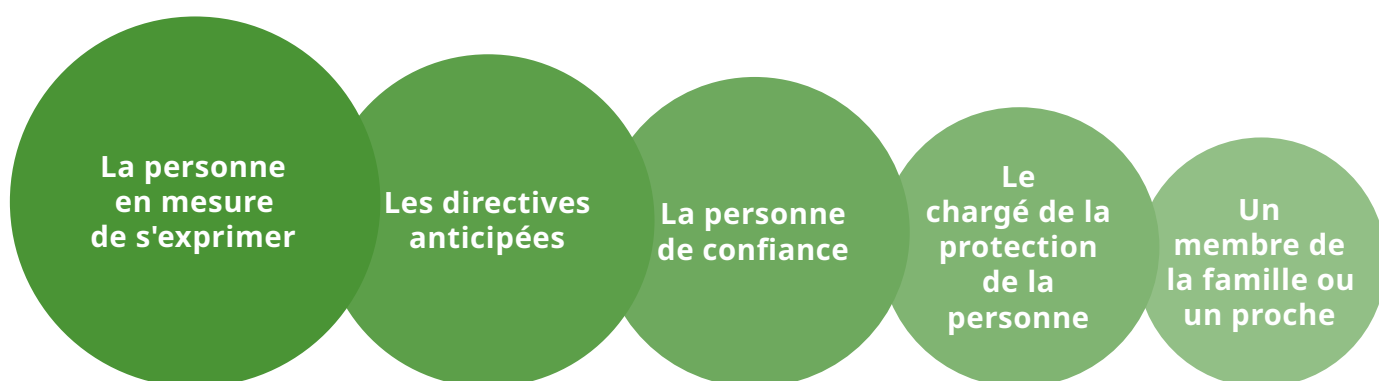 La personne
en mesure
de s'exprimer
Les directives
anticipées
La personne
de confiance
Le
chargé de la
protection
de la
personne
Un
membre de
la famille ou
un proche